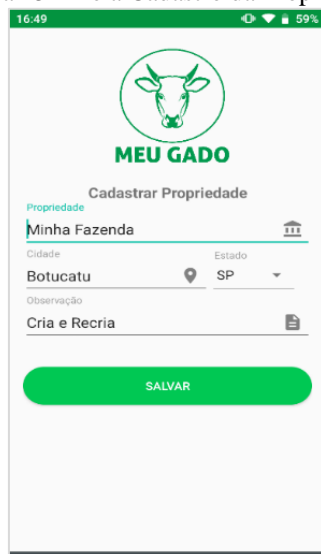 16:49 59%
MEU GADO
Cadastrar Propriedade
Propriedade
Minha Fazenda
Cidade Estado
Botucatu SP
Observação
Cria e Recria
SALVAR